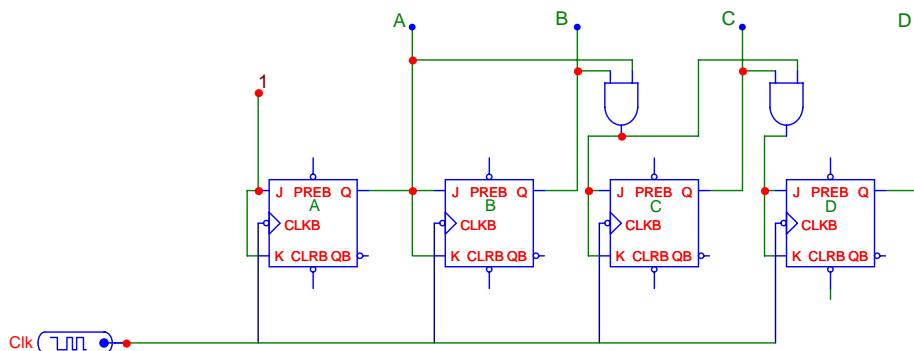 A B C D
1
J PREB Q J PREB Q J PREB Q J PREB Q
A B C D
CLKB CLKB CLKB CLKB
K CLRB QB K CLRB QB K CLRB QB K CLRB QB
Clk